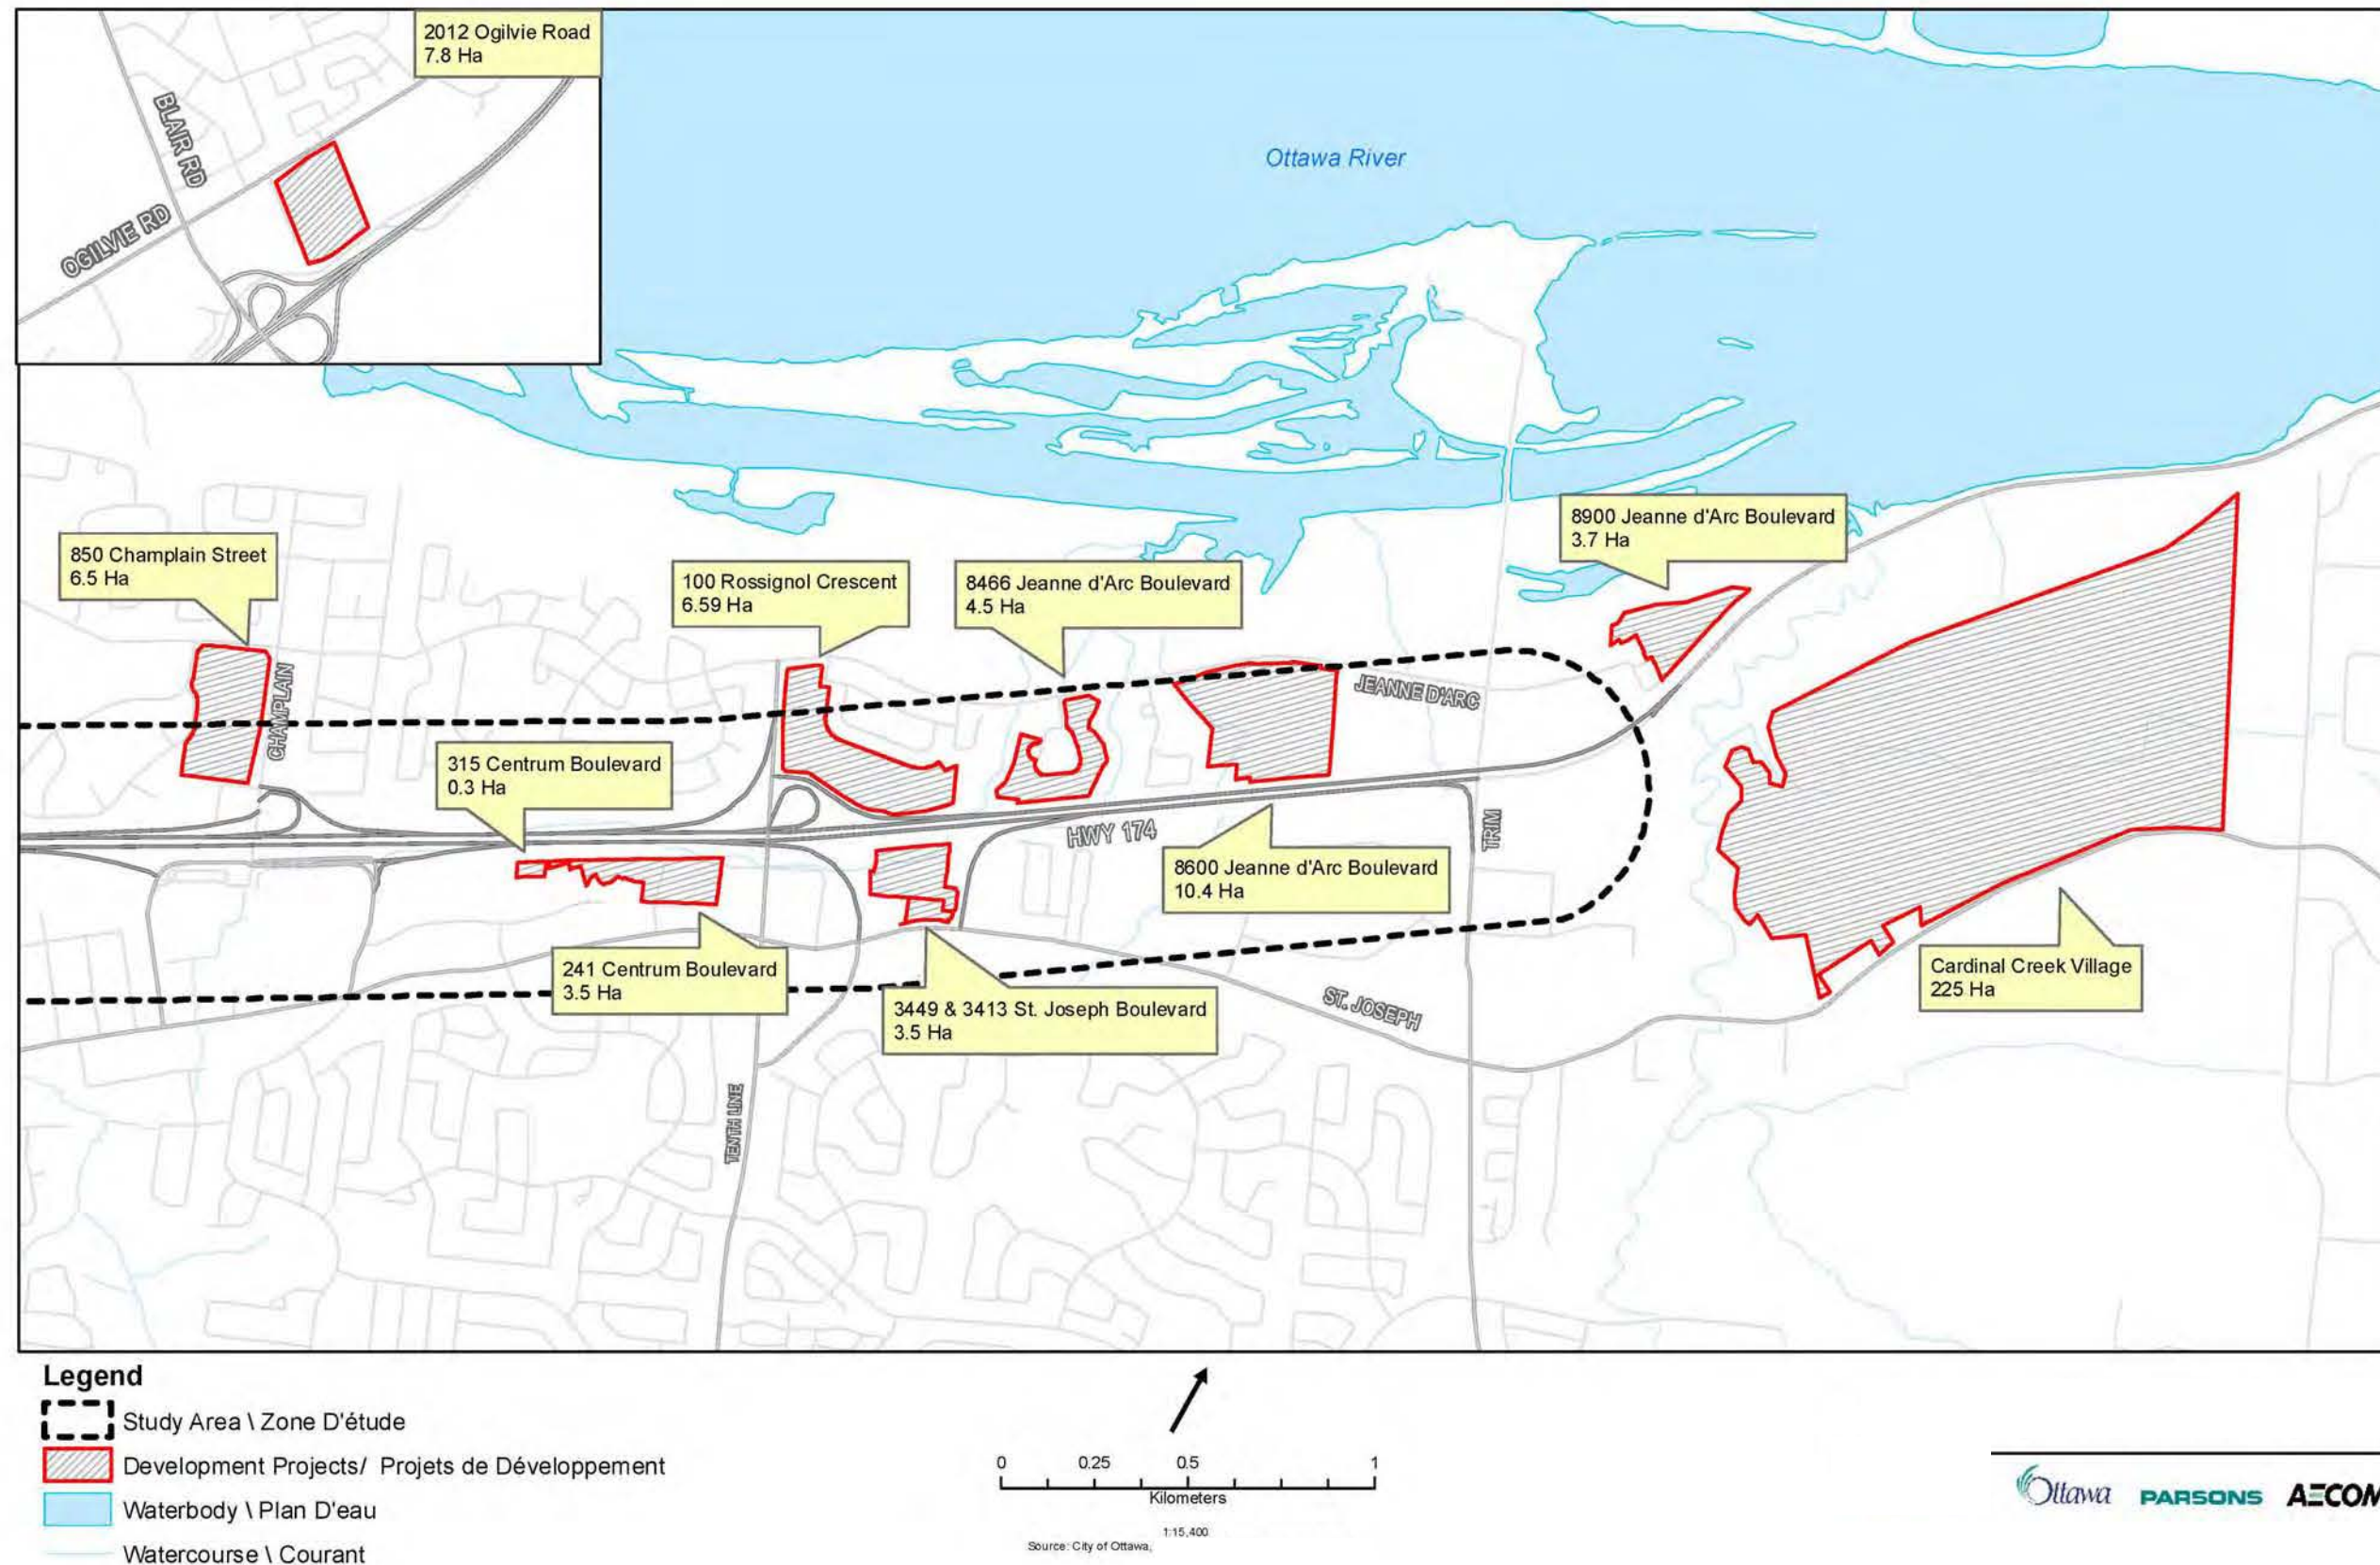 2012 Ogilvie Road
7.8 Ha
BLAIR RD
OGILVIE RD
Ottawa River
850 Champlain Street
6.5 Ha
100 Rossignol Crescent
6.59 Ha
8466 Jeanne d'Arc Boulevard
4.5 Ha
8900 Jeanne d'Arc Boulevard
3.7 Ha
CHAMPLAIN
JEANNE D'ARC
315 Centrum Boulevard
0.3 Ha
HWY 174
TRIM
8600 Jeanne d'Arc Boulevard
10.4 Ha
241 Centrum Boulevard
3.5 Ha
3449 & 3413 St. Joseph Boulevard
3.5 Ha
ST. JOSEPH
Cardinal Creek Village
225 Ha
TENTH LINE
Legend
Study Area \ Zone D'étude
Development Projects/ Projets de Développement
Waterbody \ Plan D'eau
Watercourse \ Courant
0 0.25 0.5 1
Kilometers
1:15,400
Source: City of Ottawa,
Ottawa PARSONS AECOM